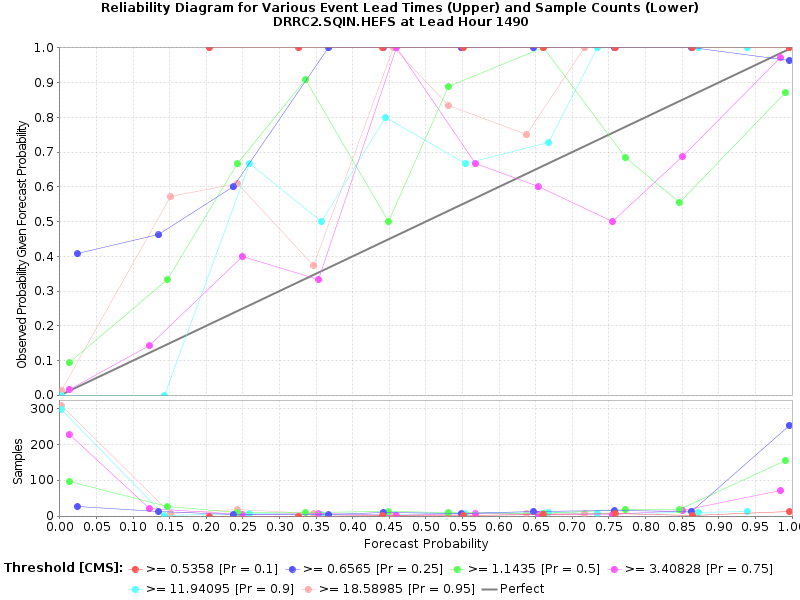 Reliability Diagram for Various Event Lead Times (Upper) and Sample Counts (Lower)
DRRC2.SQIN.HEFS at Lead Hour 1490
Observed Probability Given Forecast Probability
1.0
0.9
0.8
0.7
0.6
0.5
0.4
0.3
0.2
0.1
0.0
Samples
300
200
100
0
0.00 0.05 0.10 0.15 0.20 0.25 0.30 0.35 0.40 0.45 0.50 0.55 0.60 0.65 0.70 0.75 0.80 0.85 0.90 0.95 1.00
Forecast Probability
Threshold [CMS]: >= 0.5358 [Pr = 0.1] >= 0.6565 [Pr = 0.25] >= 1.1435 [Pr = 0.5] >= 3.40828 [Pr = 0.75]
>= 11.94095 [Pr = 0.9] >= 18.58985 [Pr = 0.95] Perfect